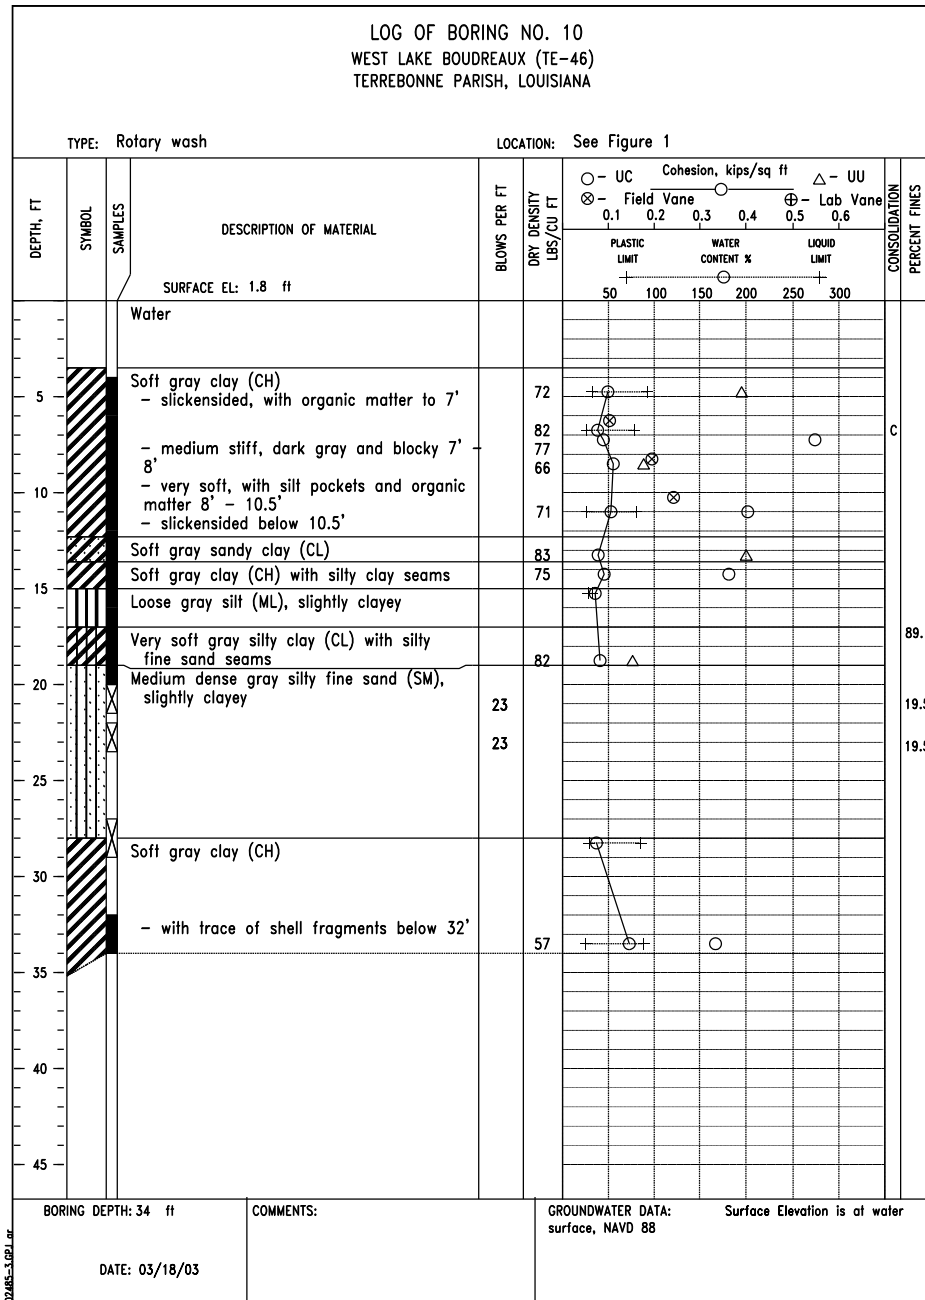 LOG OF BORING NO. 10
WEST LAKE BOUDREAUX (TE-46)
TERREBONNE PARISH, LOUISIANA
TYPE: Rotary wash
LOCATION: See Figure 1
DEPTH, FT
SYMBOL
SAMPLES
DESCRIPTION OF MATERIAL
SURFACE EL: 1.8 ft
BLOWS PER FT
DRY DENSITY
LBS/CU FT
Cohesion, kips/sq ft
- UC
- UU
- Field Vane
- Lab Vane
0.1 0.2 0.3 0.4 0.5 0.6
PLASTIC LIMIT
WATER CONTENT %
LIQUID LIMIT
50 100 150 200 250 300
CONSOLIDATION
PERCENT FINES
Water
Soft gray clay (CH)
5
72
- slickensided, with organic matter to 7'
82
C
- medium stiff, dark gray and blocky 7' -
77
8'
66
- very soft, with silt pockets and organic
10
matter 8' - 10.5'
71
- slickensided below 10.5'
Soft gray sandy clay (CL)
83
Soft gray clay (CH) with silty clay seams
75
15
Loose gray silt (ML), slightly clayey
Very soft gray silty clay (CL) with silty
89.
fine sand seams
82
Medium dense gray silty fine sand (SM),
20
slightly clayey
23
19.5
23
19.5
25
Soft gray clay (CH)
30
- with trace of shell fragments below 32'
57
35
40
45
BORING DEPTH: 34 ft
COMMENTS:
GROUNDWATER DATA: Surface Elevation is at water
surface, NAVD 88
DATE: 03/18/03